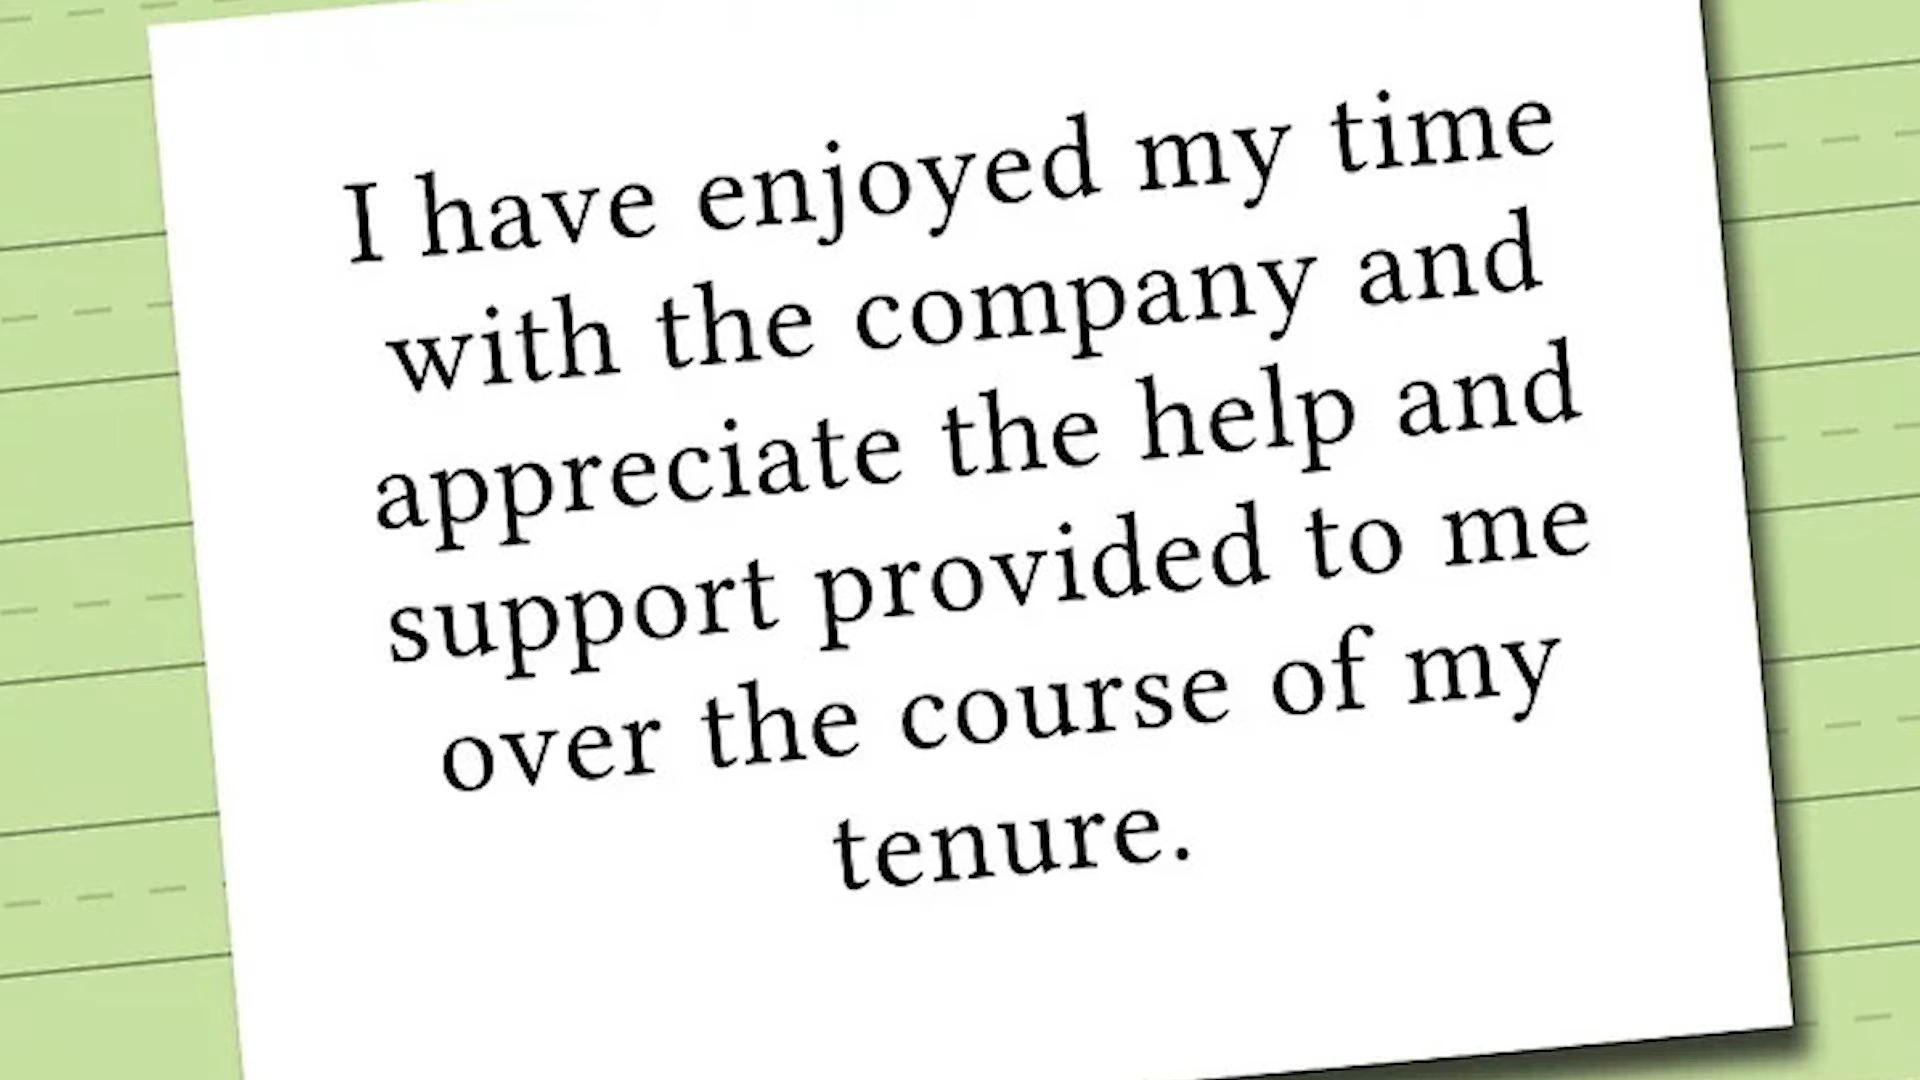 I have enjoyed my time
with the company and
appreciate the help and
support provided to me
over the course of my
tenure.